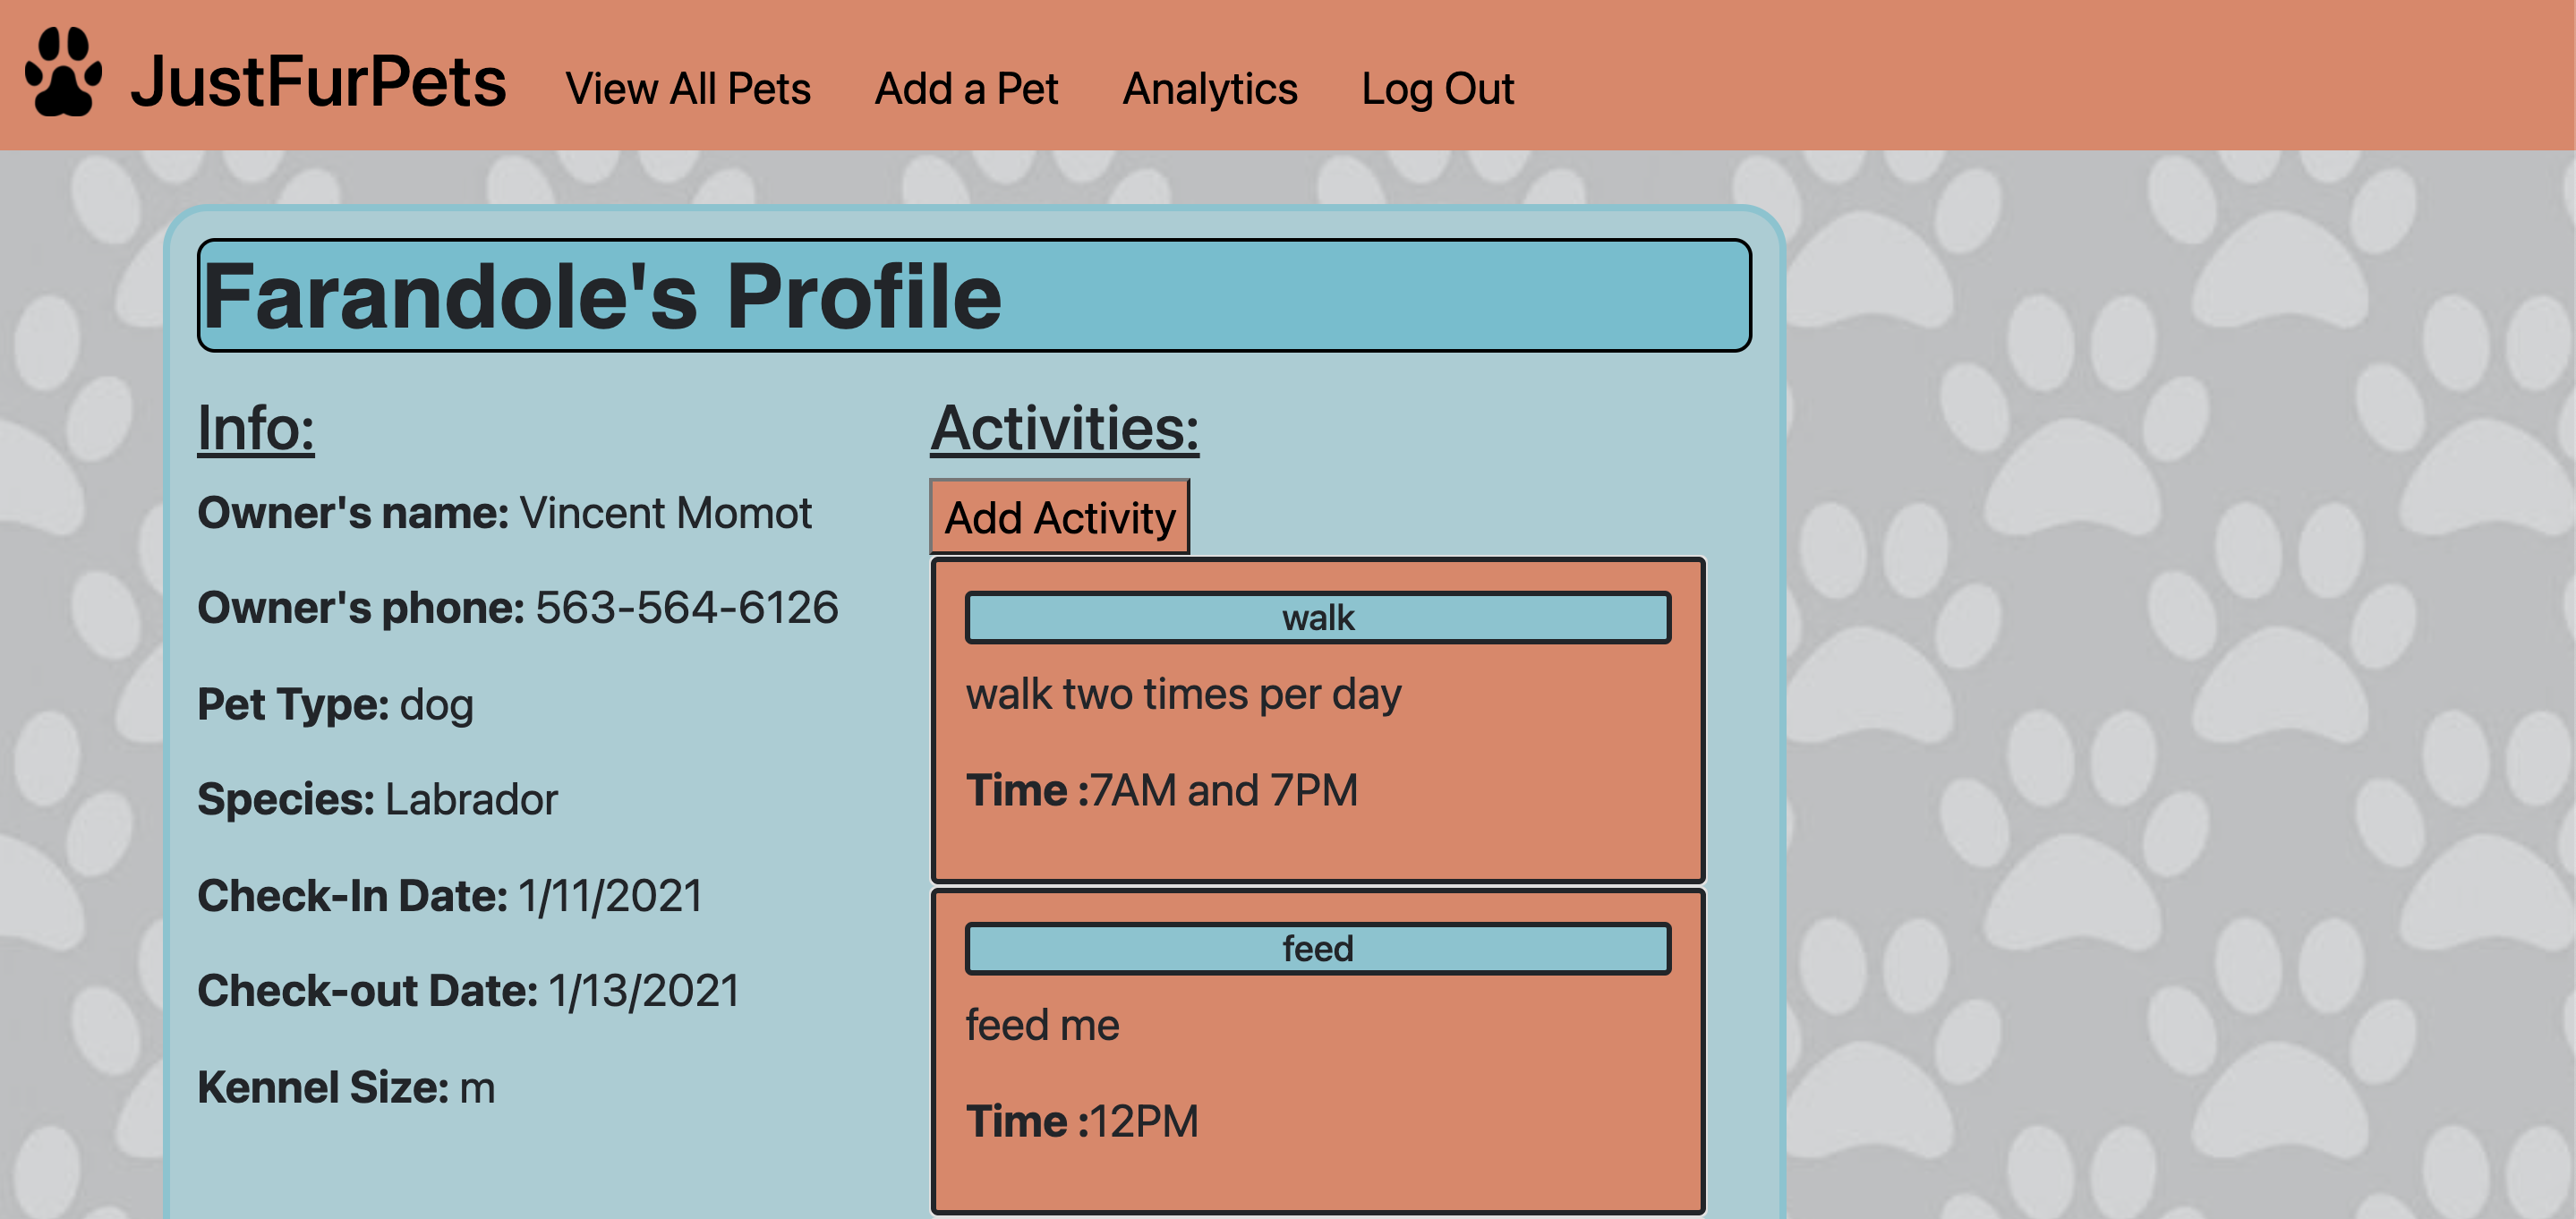 JustFurPets View All Pets Add a Pet Analytics Log Out
Farandole's Profile
Info:
Owner's name: Vincent Momot
Owner's phone: 563-564-6126
Pet Type: dog
Species: Labrador
Check-In Date: 1/11/2021
Check-out Date: 1/13/2021
Kennel Size: m
Activities:
Add Activity
walk
walk two times per day
Time :7AM and 7PM
feed
feed me
Time :12PM